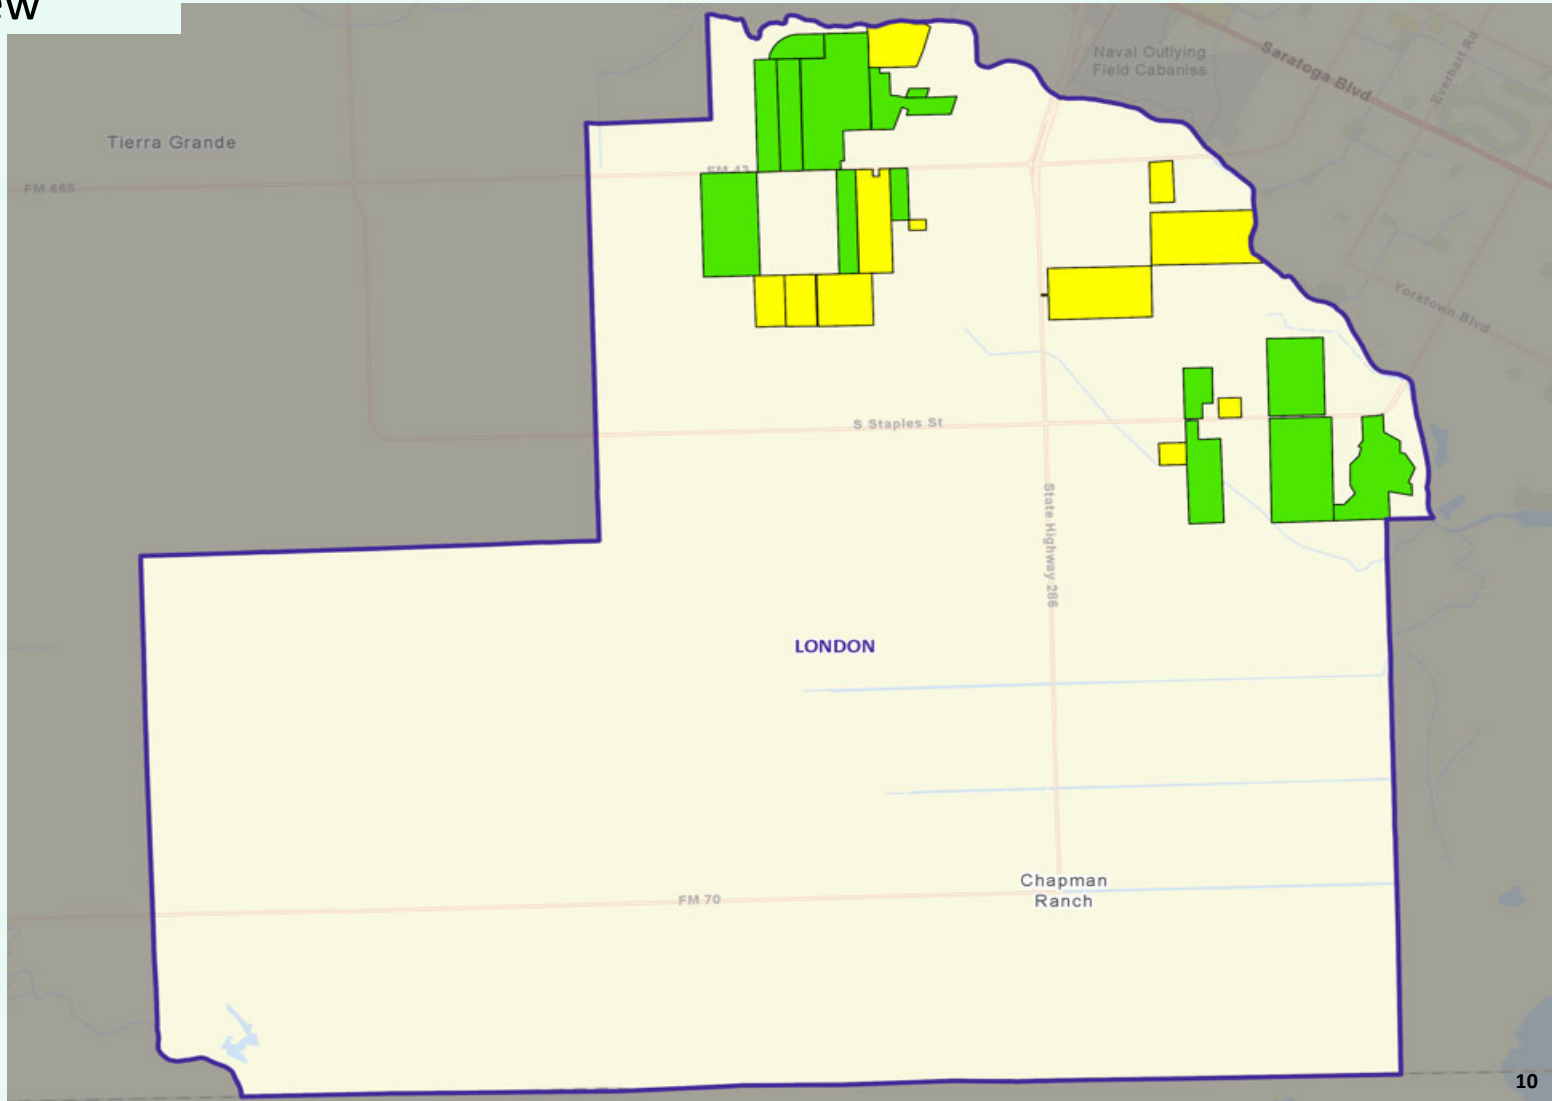 Naval Outlying
Field Cabaniss
Saratoga Blvd
Everhart Rd
Tierra Grande
FM 665
Yorktown Blvd
S Staples St
State Highway 286
LONDON
Chapman
Ranch
FM 70
10